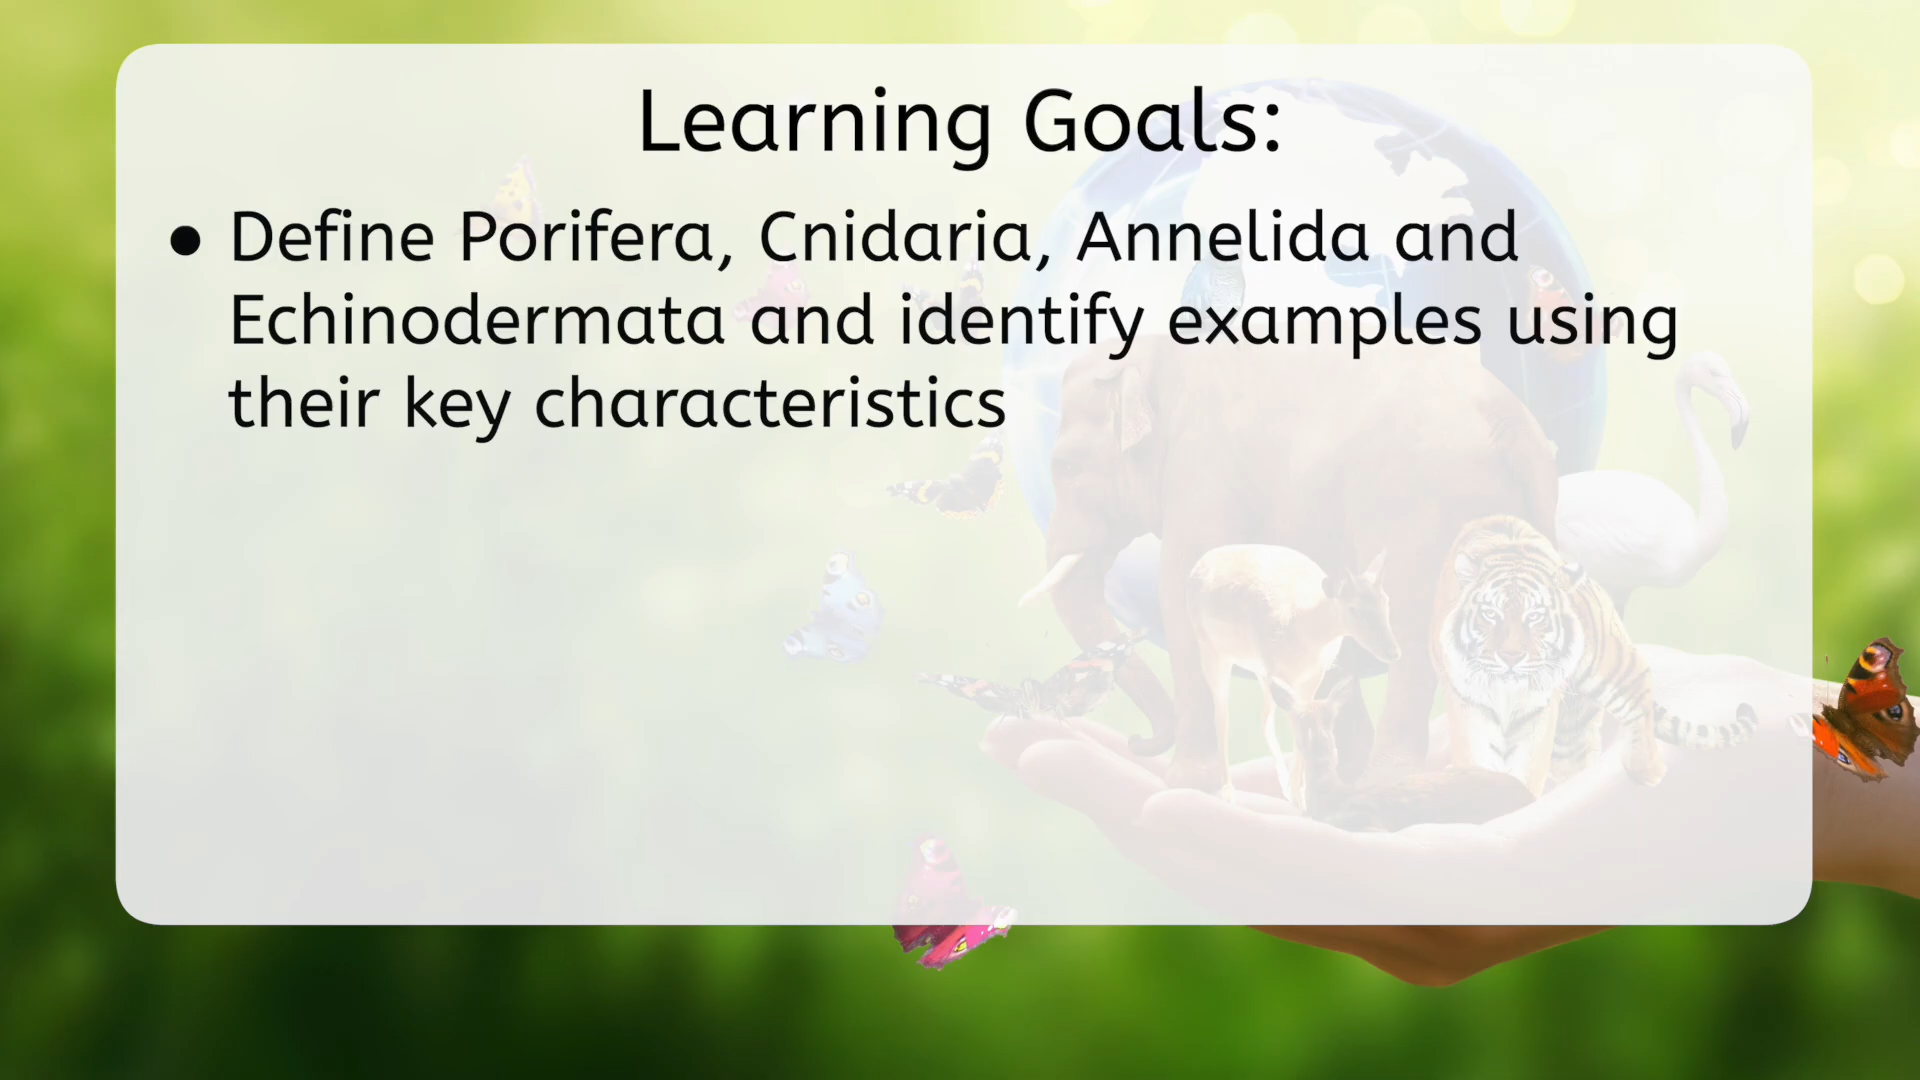 Learning Goals:
● Define Porifera, Cnidaria, Annelida and
Echinodermata and identify examples using
their key characteristics